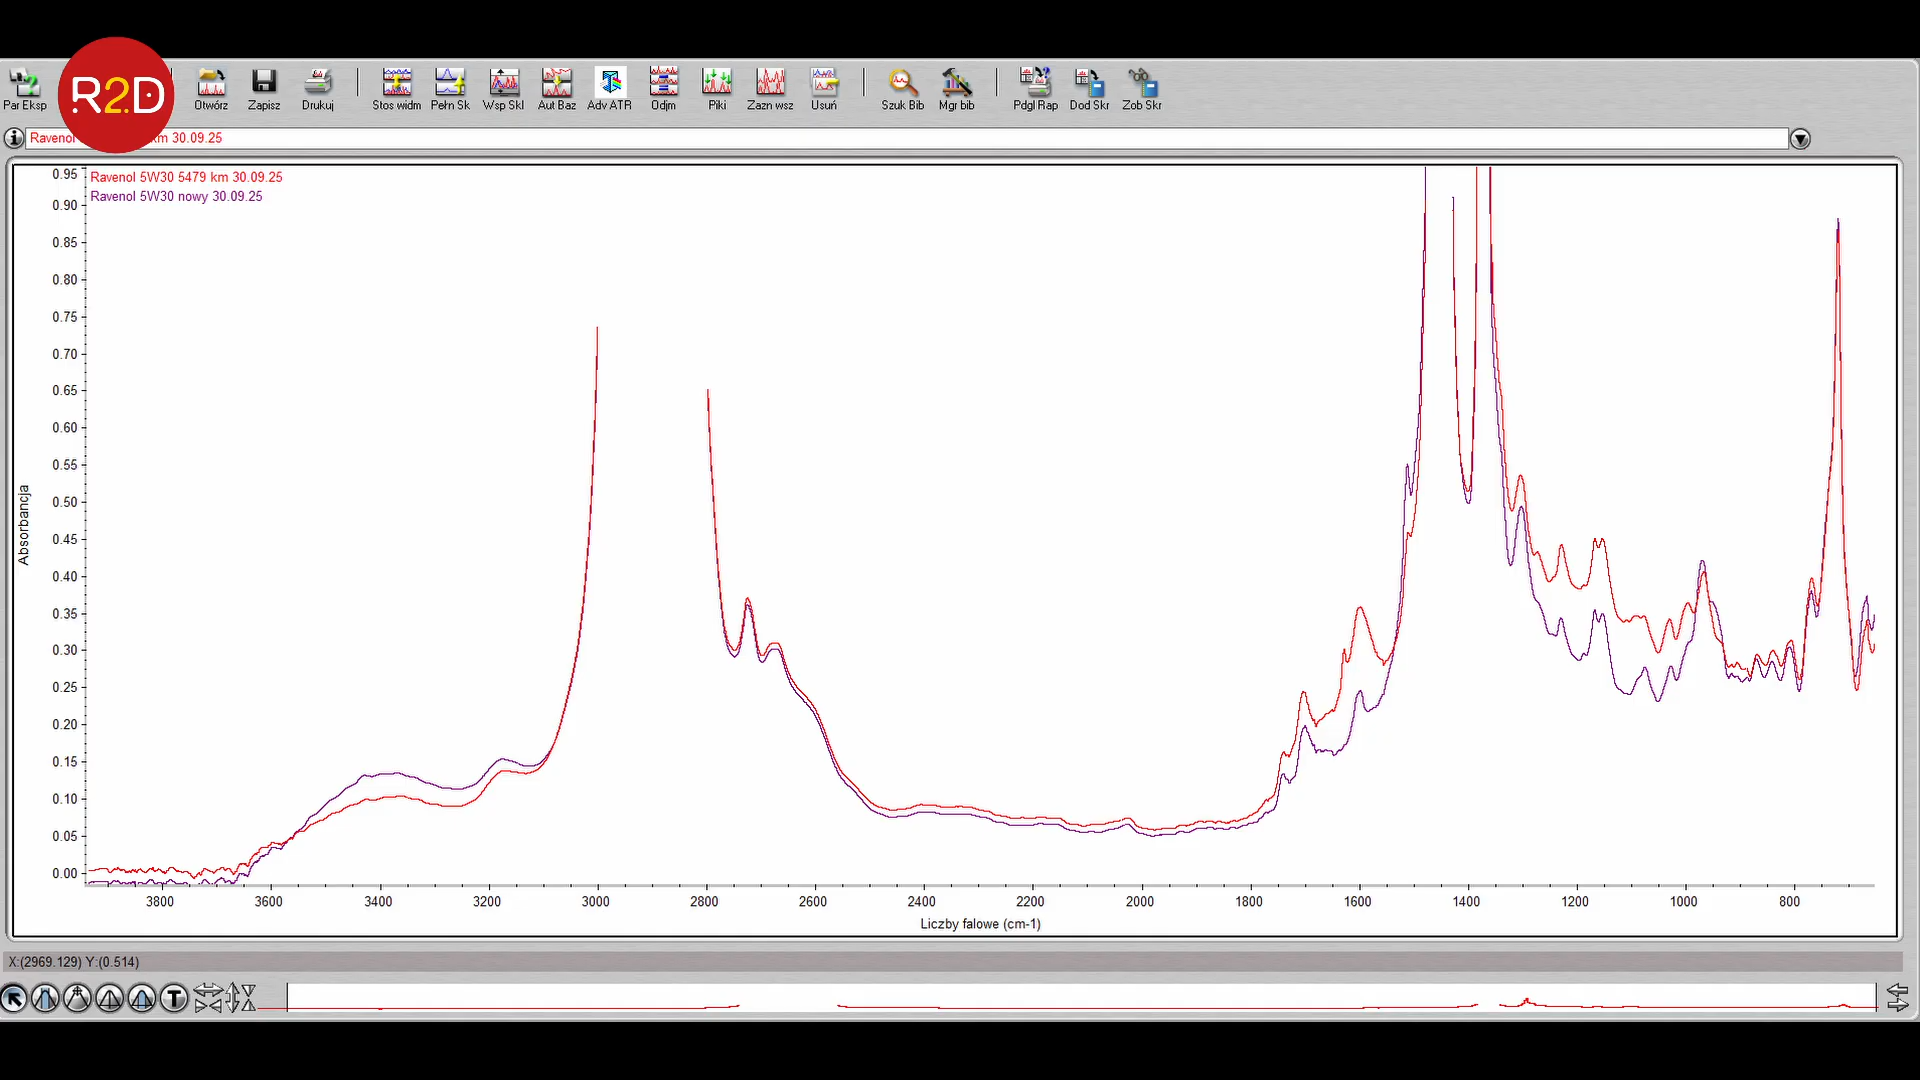 R2D
Par Eksp Otwórz Zapisz Drukuj Stos widm Pełn Sk Wsp Skl Aut Baz Adv ATR Odjm Piki Zazn wsz Usuń Szuk Bib Mgr bib Pdgl Rap Dod Skr Zob Skr
Ravenol km 30.09.25
Ravenol 5W30 5479 km 30.09.25
Ravenol 5W30 nowy 30.09.25
0.95
0.90
0.85
0.80
0.75
0.70
0.65
0.60
0.55
0.50
0.45
0.40
0.35
0.30
0.25
0.20
0.15
0.10
0.05
0.00
Absorbancja
3800 3600 3400 3200 3000 2800 2600 2400 2200 2000 1800 1600 1400 1200 1000 800
Liczby falowe (cm-1)
X:(2969.129) Y:(0.514)
T